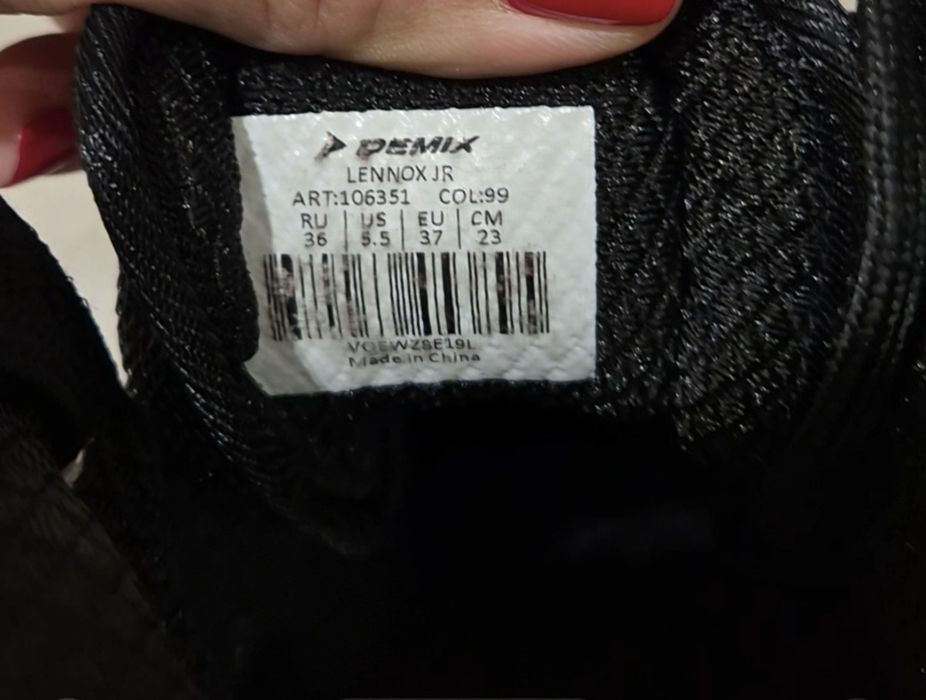 DEMIX
LENNOX JR
ART:106351 COL:99
RU | US | EU | CM
36 | 5.5 | 37 | 23
Made in China